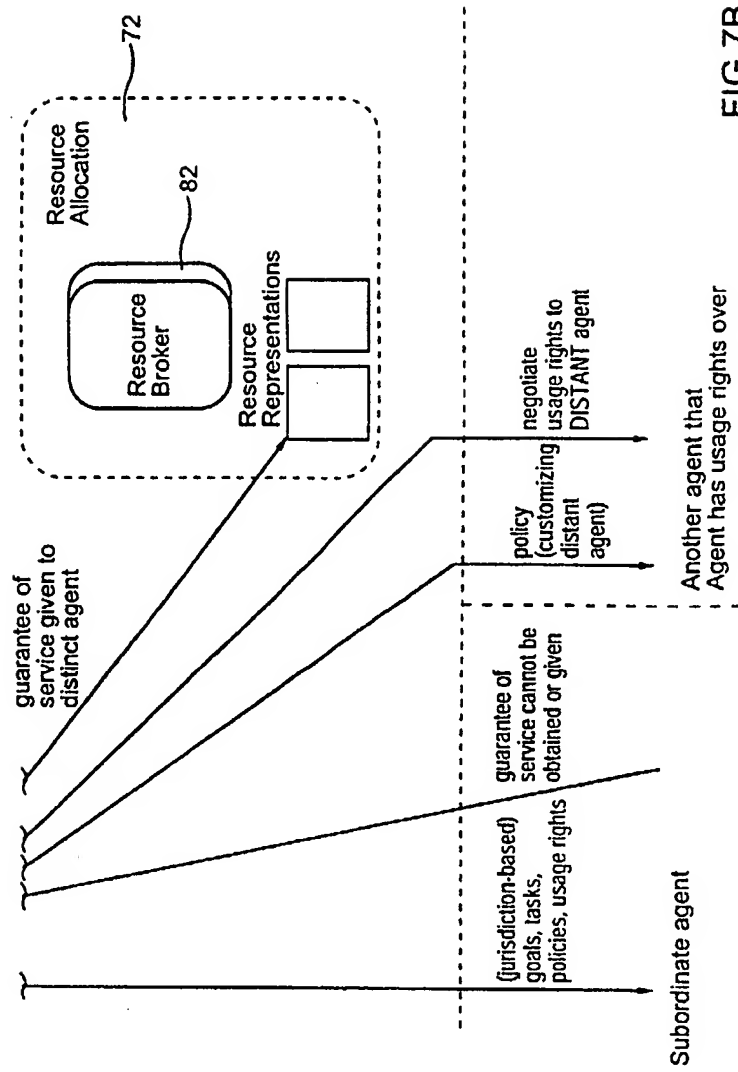 guarantee of
service given to
distinct agent
Resource
Allocation
72
Resource
Broker
82
Resource
Representations
(jurisdiction-based)
goals, tasks,
policies, usage rights
guarantee of
service cannot be
obtained or given
policy
(customizing
distant
agent)
negotiate
usage rights to
DISTANT agent
Subordinate agent
Another agent that
Agent has usage rights over
FIG 7B